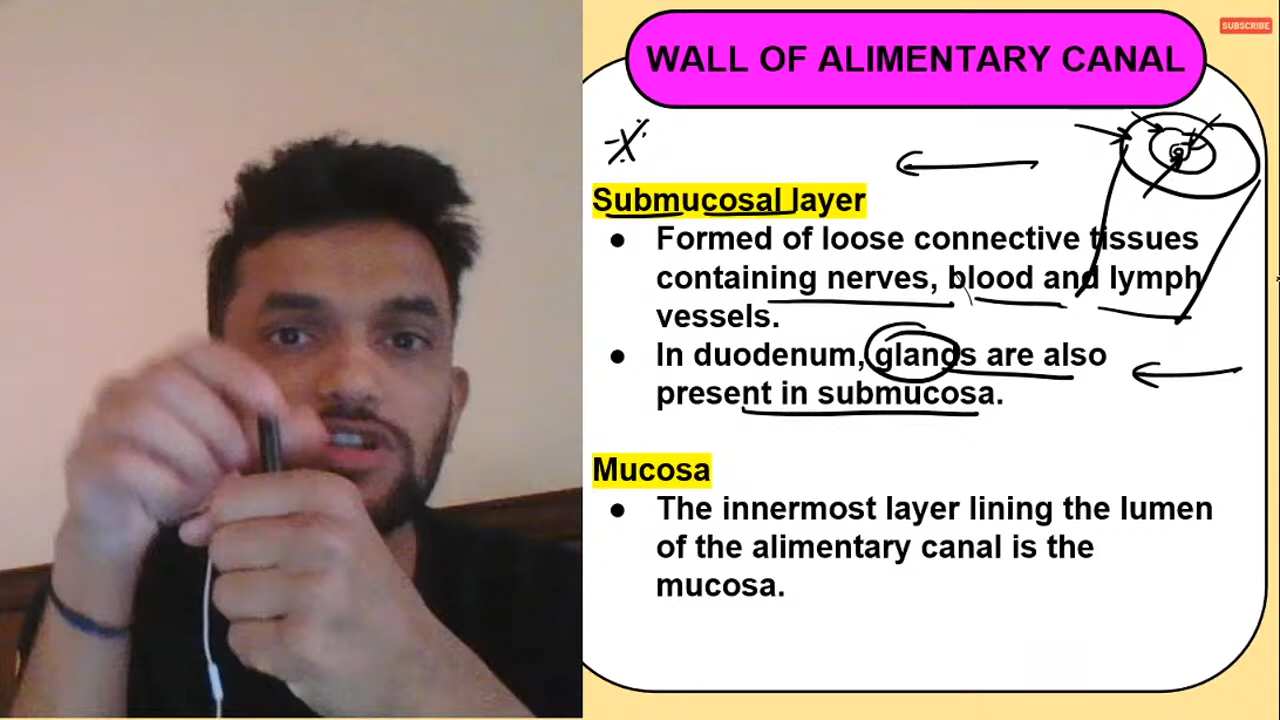 SUBSCRIBE
WALL OF ALIMENTARY CANAL
Submucosal layer
● Formed of loose connective tissues
containing nerves, blood and lymph
vessels.
● In duodenum, glands are also
present in submucosa.
Mucosa
● The innermost layer lining the lumen
of the alimentary canal is the
mucosa.